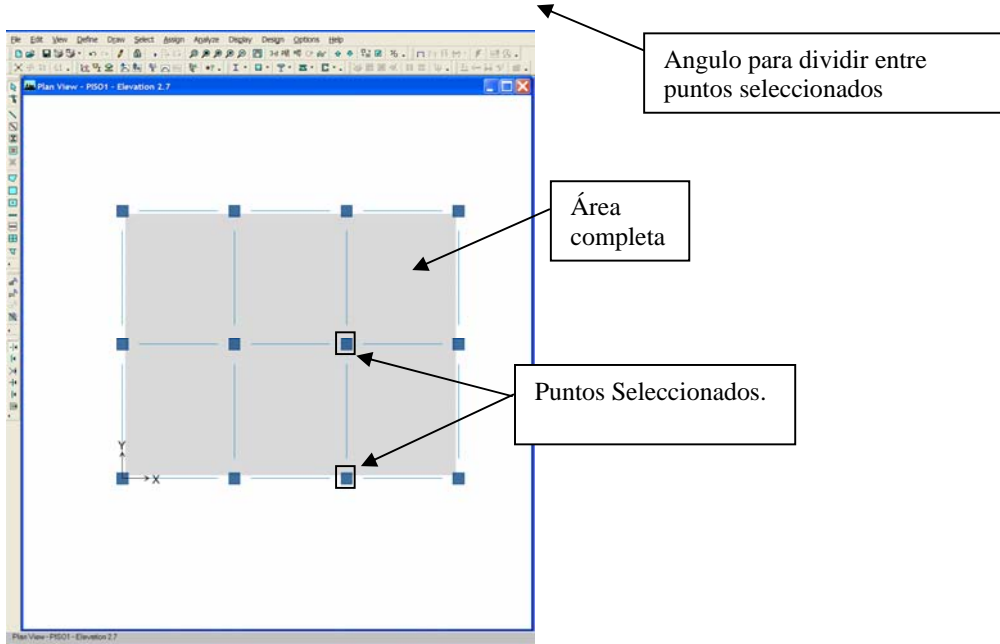 Angulo para dividir entre
puntos seleccionados
File Edit View Define Draw Select Assign Analyze Display Design Options Help
Plan View - PISO1 - Elevation 2.7
Área
completa
Puntos Seleccionados.
Y
X
Plan View - PISO1 - Elevation 2.7